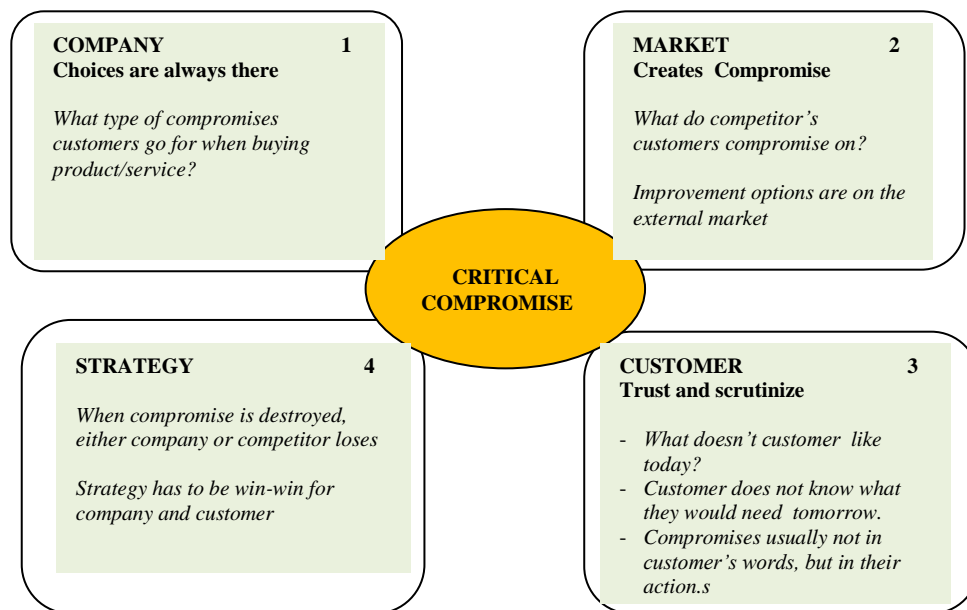 COMPANY 1
Choices are always there
What type of compromises
customers go for when buying
product/service?
MARKET 2
Creates Compromise
What do competitor's
customers compromise on?
Improvement options are on the
external market
CRITICAL
COMPROMISE
STRATEGY 4
When compromise is destroyed,
either company or competitor loses
Strategy has to be win-win for
company and customer
CUSTOMER 3
Trust and scrutinize
- What doesn't customer like
today?
- Customer does not know what
they would need tomorrow.
- Compromises usually not in
customer's words, but in their
action.s